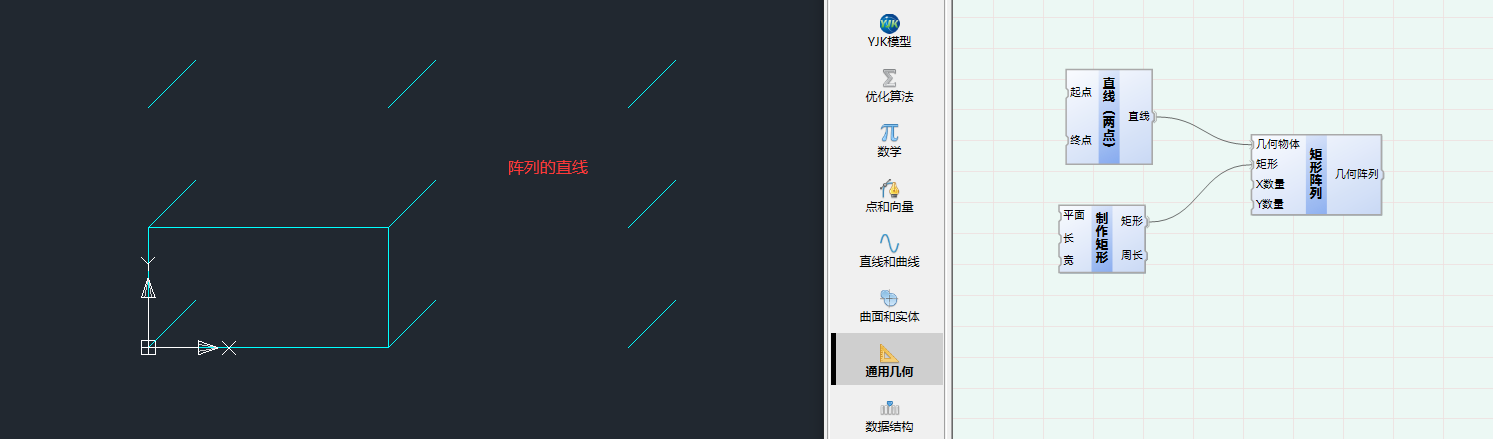 阵列的直线
Y
X
YJK
YJK模型
优化算法
数学
点和向量
直线和曲线
曲面和实体
通用几何
数据结构
起点
终点
直线（两点）
直线
平面
长
宽
制作矩形
矩形
周长
几何物体
矩形
X数量
Y数量
矩形阵列
几何阵列